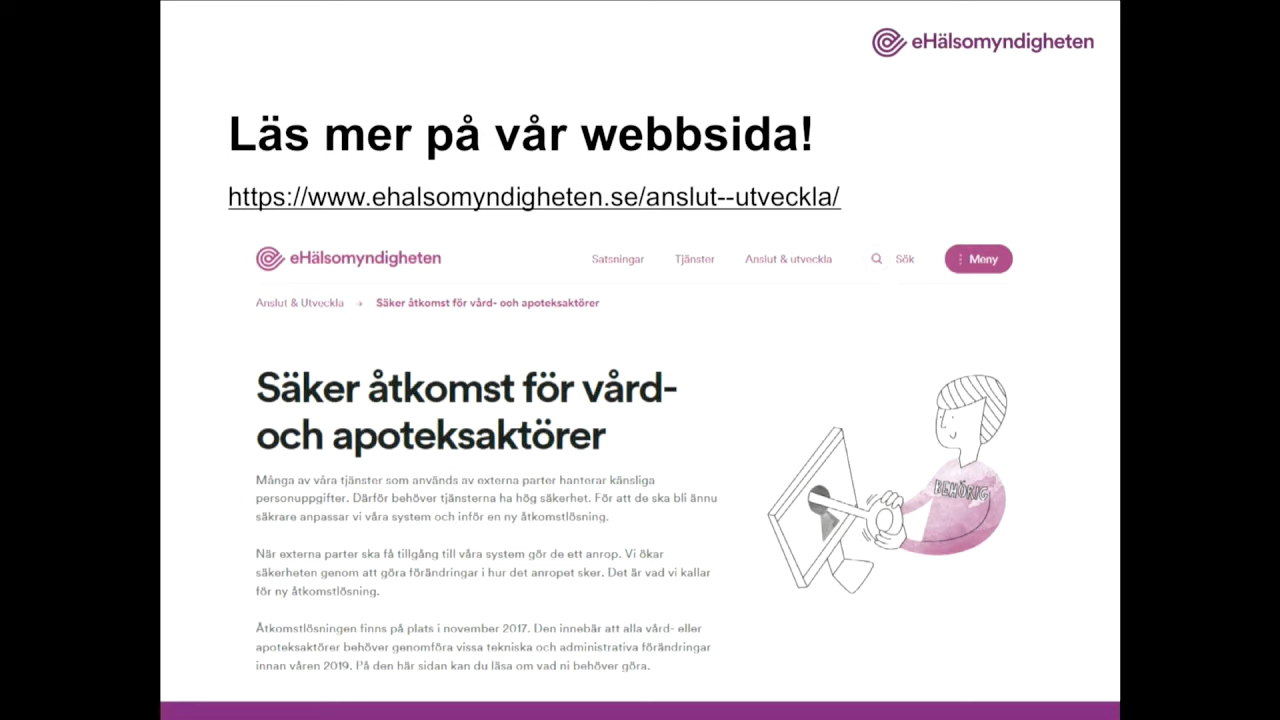 eHälsomyndigheten
Läs mer på vår webbsida!
https://www.ehalsomyndigheten.se/anslut--utveckla/
eHälsomyndigheten
Satsningar
Tjänster
Anslut & utveckla
Sök
Meny
Anslut & Utveckla → Säker åtkomst för vård- och apoteksaktörer
Säker åtkomst för vård-
och apoteksaktörer
Många av våra tjänster som används av externa parter hanterar känsliga
personuppgifter. Därför behöver tjänsterna ha hög säkerhet. För att de ska bli ännu
säkrare anpassar vi våra system och inför en ny åtkomstlösning.
När externa parter ska få tillgång till våra system gör de ett anrop. Vi ökar
säkerheten genom att göra förändringar i hur det anropet sker. Det är vad vi kallar
för ny åtkomstlösning.
Åtkomstlösningen finns på plats i november 2017. Den innebär att alla vård- eller
apoteksaktörer behöver genomföra vissa tekniska och administrativa förändringar
innan våren 2019. På den här sidan kan du läsa om vad ni behöver göra.
BEHÖRIG